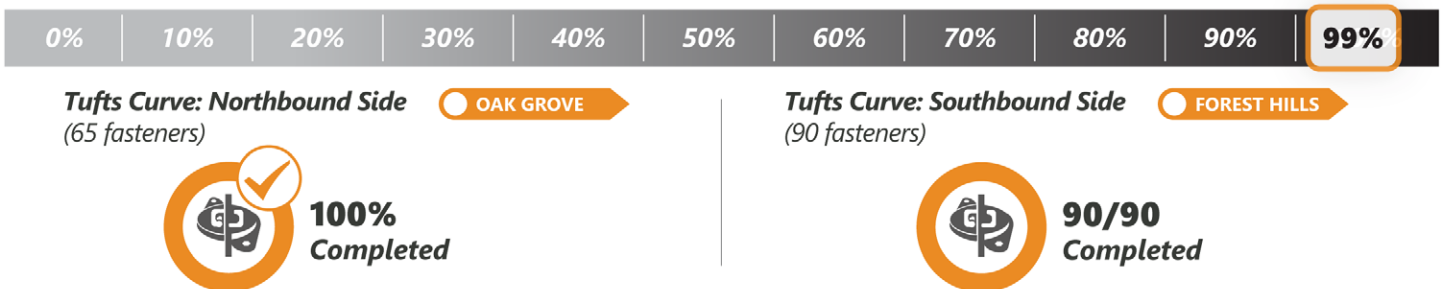 0% 10% 20% 30% 40% 50% 60% 70% 80% 90% 99%
Tufts Curve: Northbound Side OAK GROVE
(65 fasteners)
100%
Completed
Tufts Curve: Southbound Side FOREST HILLS
(90 fasteners)
90/90
Completed